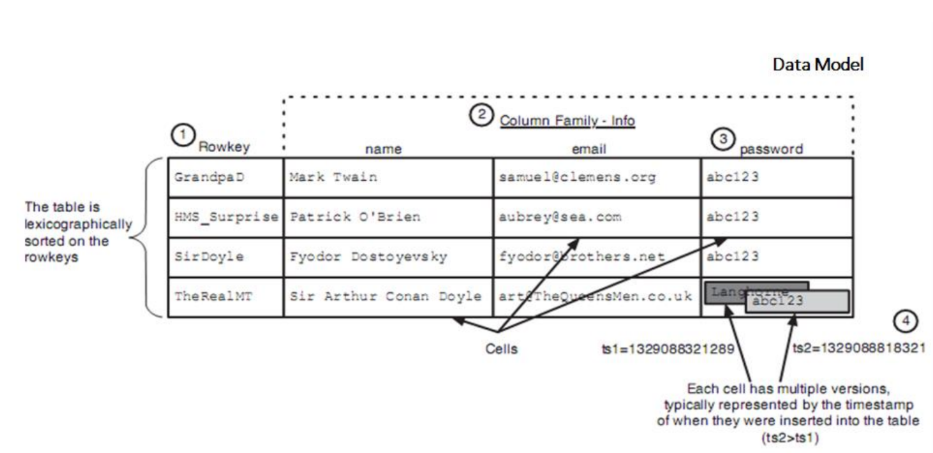 Data Model
2 Column Family - Info
1 Rowkey name email 3 password
GrandpaD Mark Twain samuel@clemens.org abc123
HMS_Surprise Patrick O'Brien aubrey@sea.com abc123
SirDoyle Fyodor Dostoyevsky fyodor@brothers.net abc123
TheRealMT Sir Arthur Conan Doyle art@TheQueensMen.co.uk Langhorne
abc123
The table is
lexicographically
sorted on the
rowkeys
4
Cells ts1=1329088321289 ts2=1329088818321
Each cell has multiple versions,
typically represented by the timestamp
of when they were inserted into the table
(ts2>ts1)